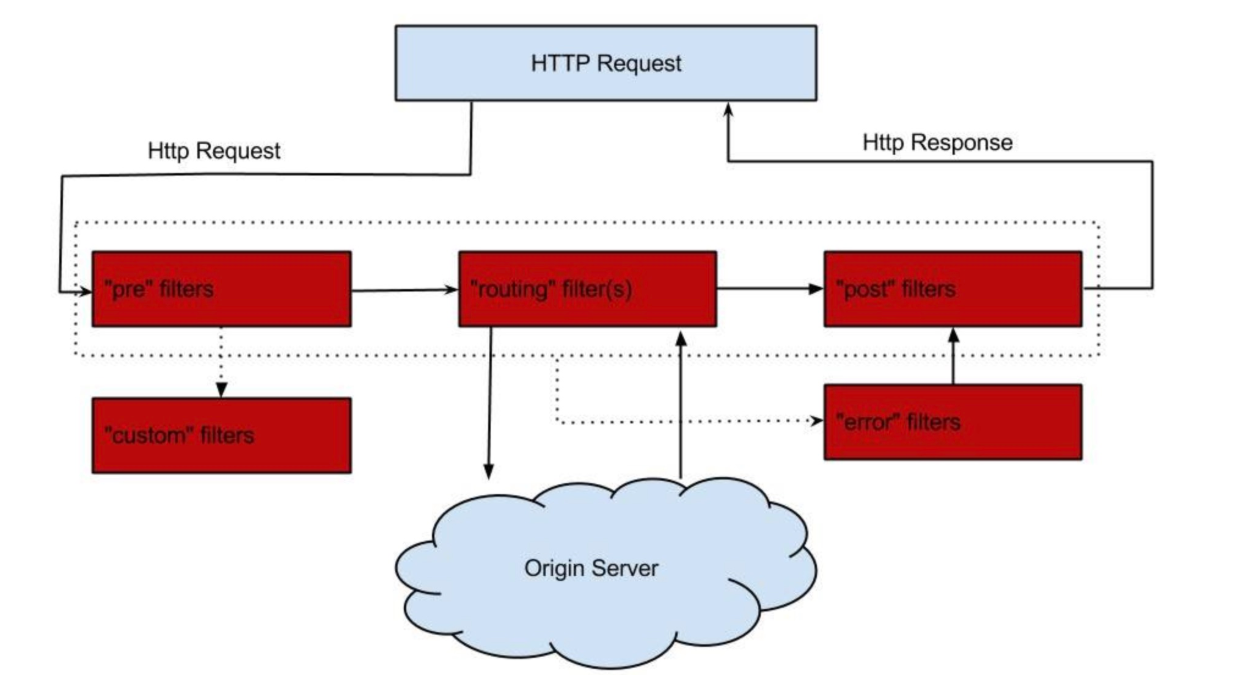 HTTP Request
Http Request
Http Response
"pre" filters
"routing" filter(s)
"post" filters
"custom" filters
"error" filters
Origin Server